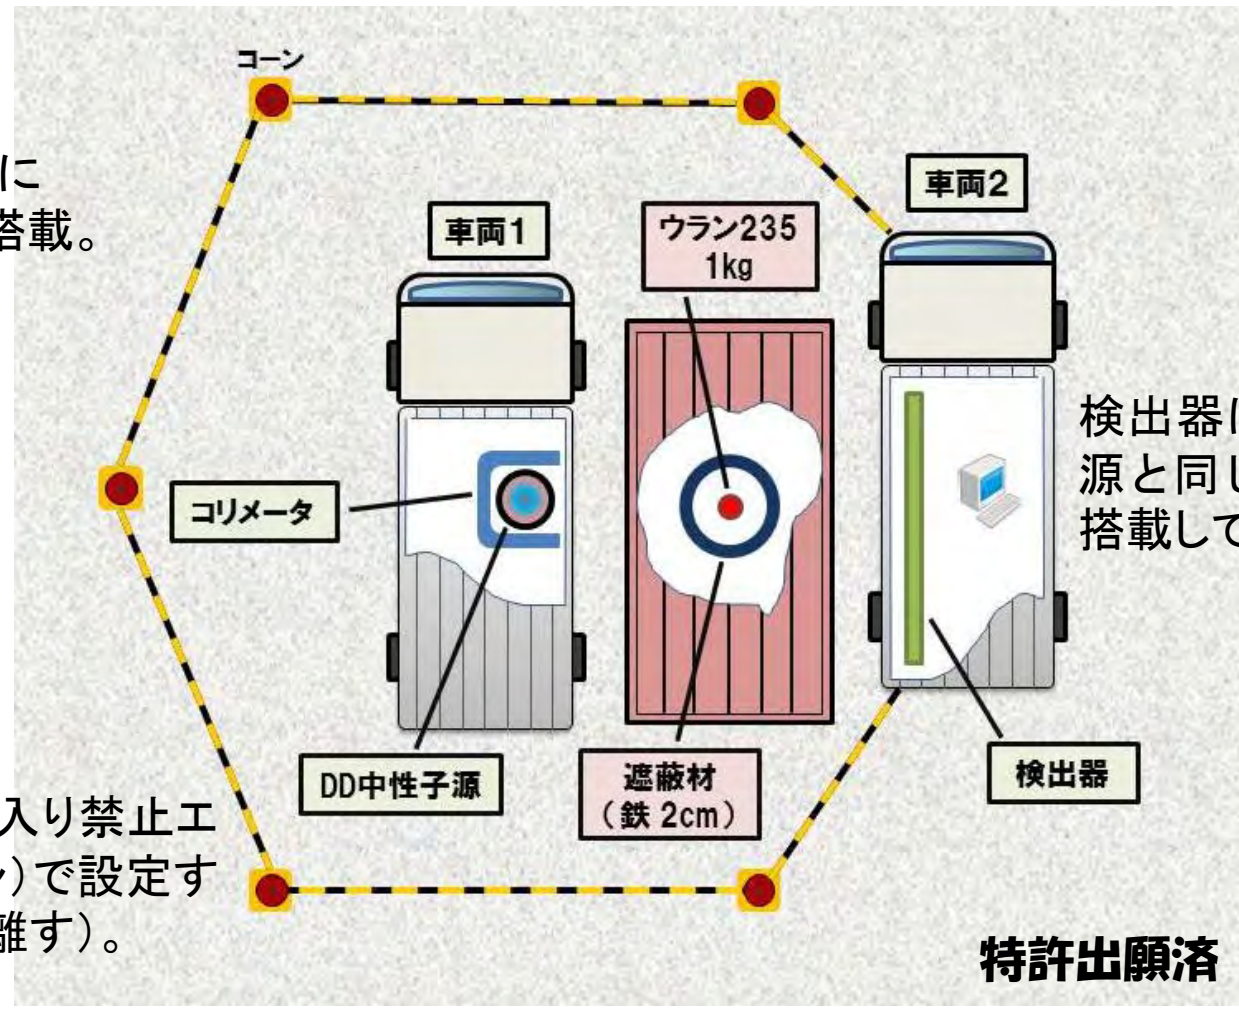 コーン
に
搭載。
車両1
ウラン235
1kg
車両2
検出器
源と同じ
搭載して
コリメータ
DD中性子源
遮蔽材
(鉄 2cm)
検出器
入り禁止エ
)で設定す
離す)。
特許出願済